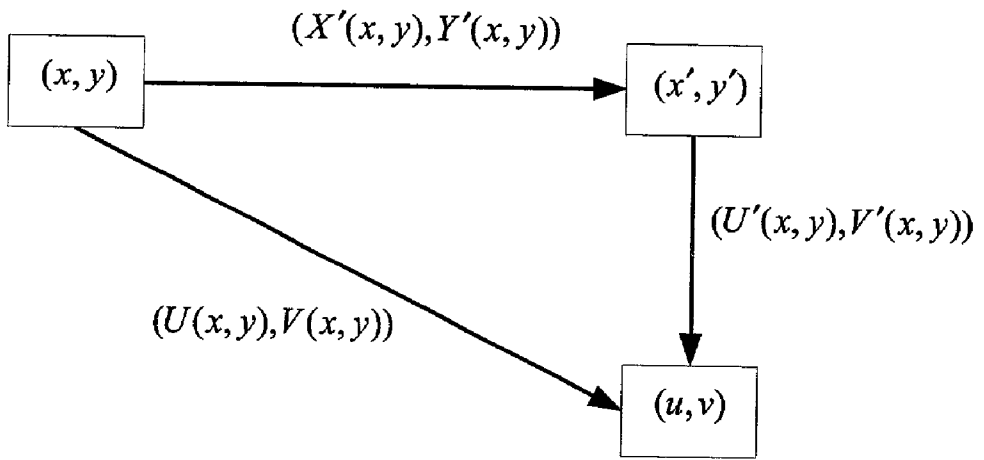 (X′(x, y),Y′(x, y))
(x, y)
(x′, y′)
(U′(x, y),V′(x, y))
(U(x, y),V(x, y))
(u,v)